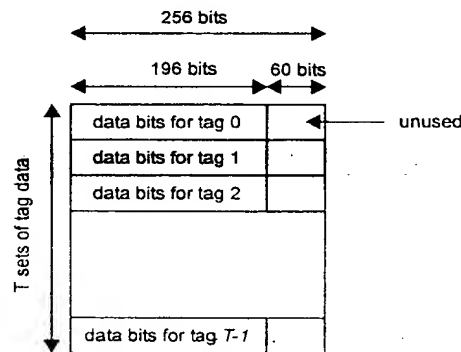 256 bits
196 bits 60 bits
data bits for tag 0 unused
data bits for tag 1
data bits for tag 2
T sets of tag data
data bits for tag T-1